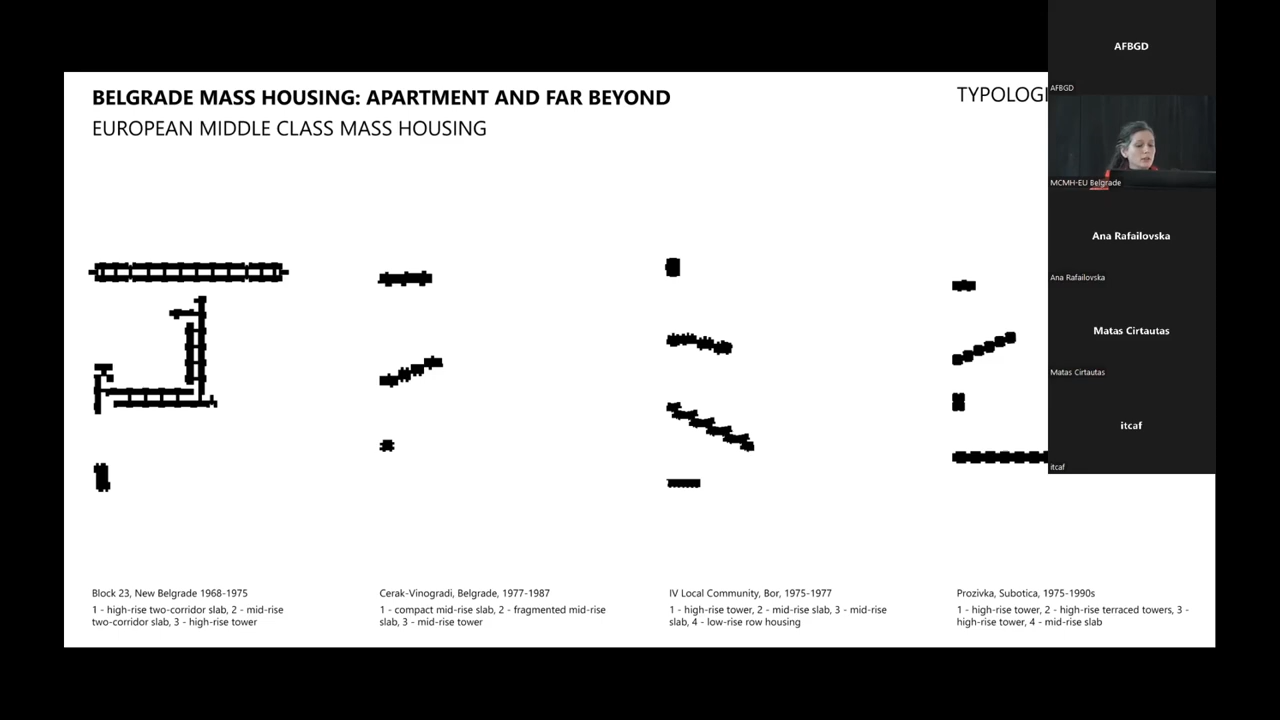 BELGRADE MASS HOUSING: APARTMENT AND FAR BEYOND
EUROPEAN MIDDLE CLASS MASS HOUSING
TYPOLOGI
Block 23, New Belgrade 1968-1975
1 - high-rise two-corridor slab, 2 - mid-rise
two-corridor slab, 3 - high-rise tower
Cerak-Vinogradi, Belgrade, 1977-1987
1 - compact mid-rise slab, 2 - fragmented mid-rise
slab, 3 - mid-rise tower
IV Local Community, Bor, 1975-1977
1 - high-rise tower, 2 - mid-rise slab, 3 - mid-rise
slab, 4 - low-rise row housing
Prozivka, Subotica, 1975-1990s
1 - high-rise tower, 2 - high-rise terraced towers, 3 -
high-rise tower, 4 - mid-rise slab
AFBGD
AFBGD
MCMH-EU Belgrade
Ana Rafailovska
Ana Rafailovska
Matas Cirtautas
Matas Cirtautas
itcaf
itcaf